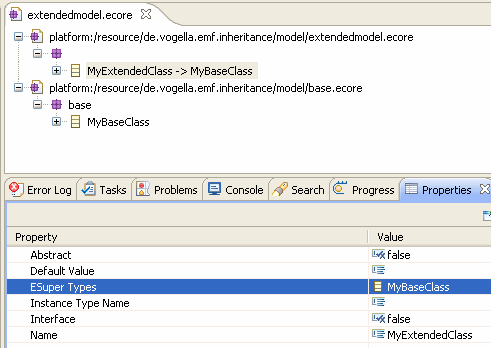 extendedmodel.ecore
platform:/resource/de.vogella.emf.inheritance/model/extendedmodel.ecore
MyExtendedClass -> MyBaseClass
platform:/resource/de.vogella.emf.inheritance/model/base.ecore
base
MyBaseClass
Error Log Tasks Problems Console Search Progress Properties
Property Value
Abstract false
Default Value
ESuper Types MyBaseClass
Instance Type Name
Interface false
Name MyExtendedClass